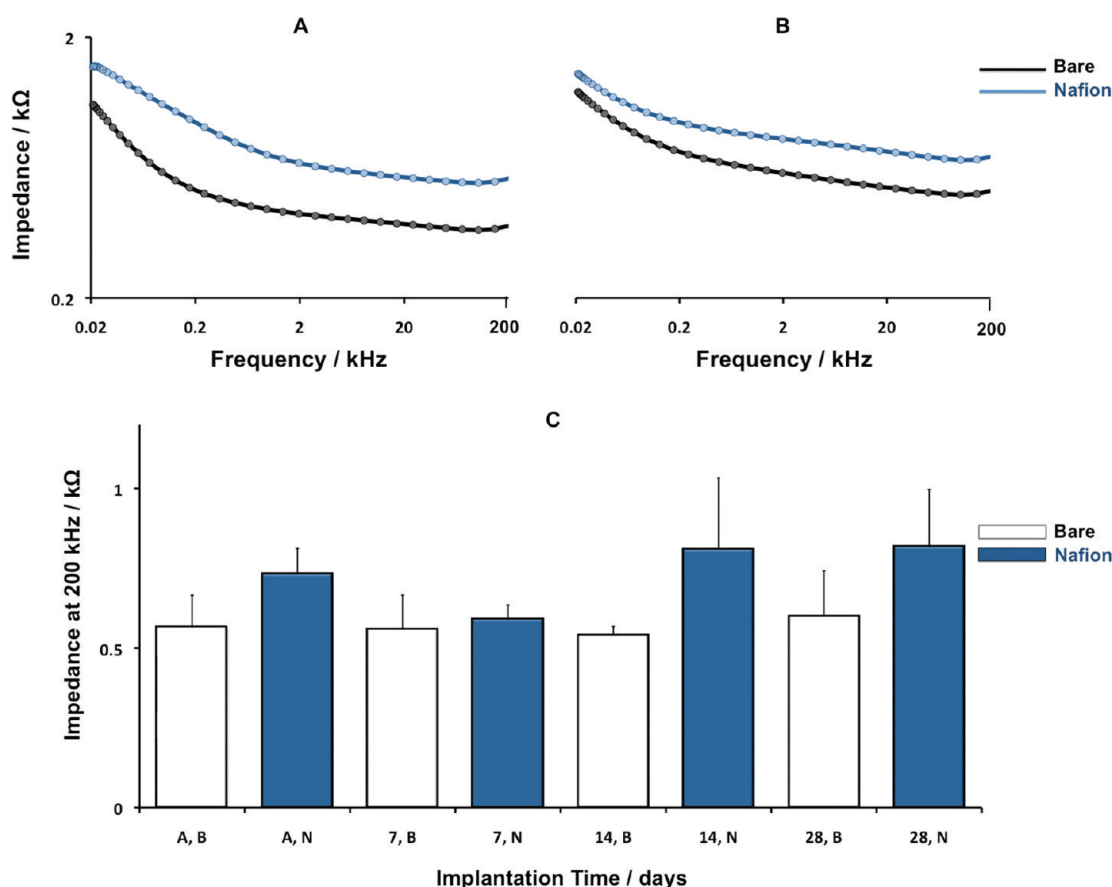 A
B
2
0.2
Impedance / kΩ
0.02 0.2 2 20 200
Frequency / kHz
0.02 0.2 2 20 200
Frequency / kHz
Bare
Nafion
C
1
0.5
0
Impedance at 200 kHz / kΩ
Bare
Nafion
A, B A, N 7, B 7, N 14, B 14, N 28, B 28, N
Implantation Time / days